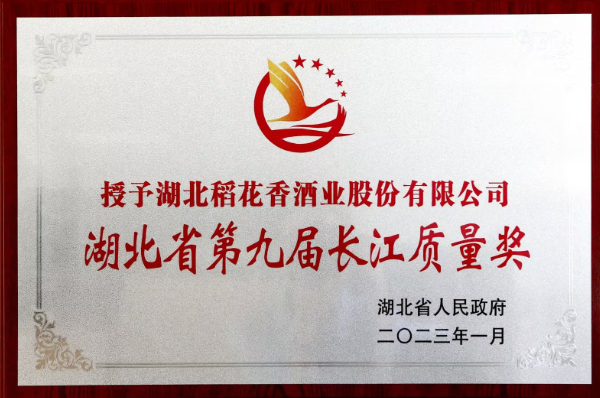 授予湖北稻花香酒业股份有限公司
湖北省第九届长江质量奖
湖北省人民政府
二〇二三年一月